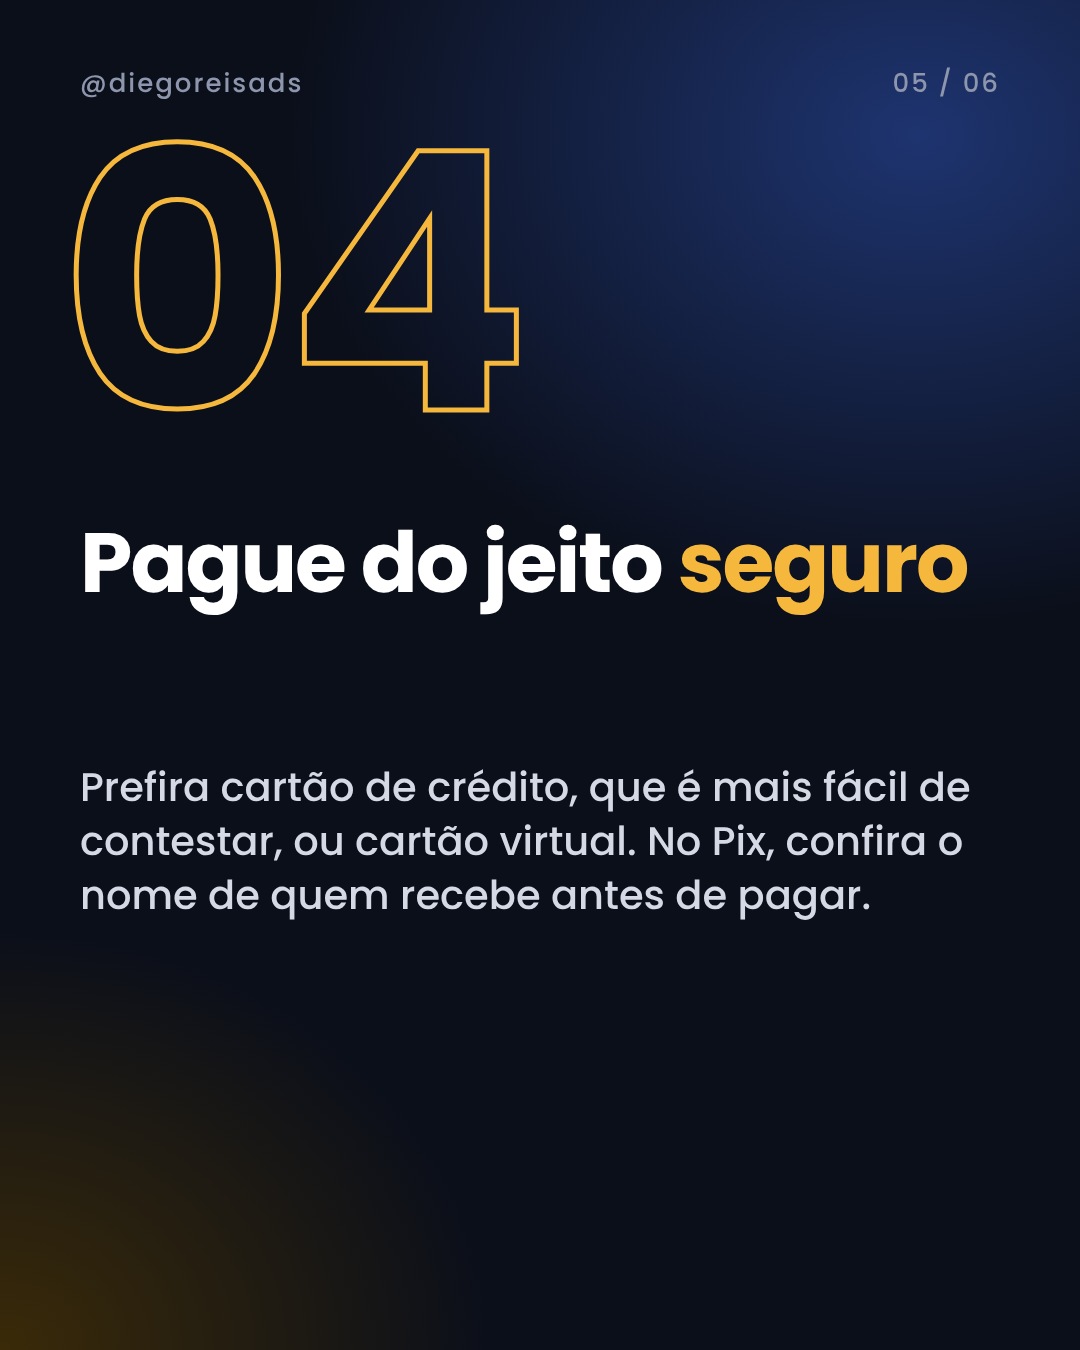 @diegoreisads
05 / 06
04
Pague do jeito seguro
Prefira cartão de crédito, que é mais fácil de
contestar, ou cartão virtual. No Pix, confira o
nome de quem recebe antes de pagar.